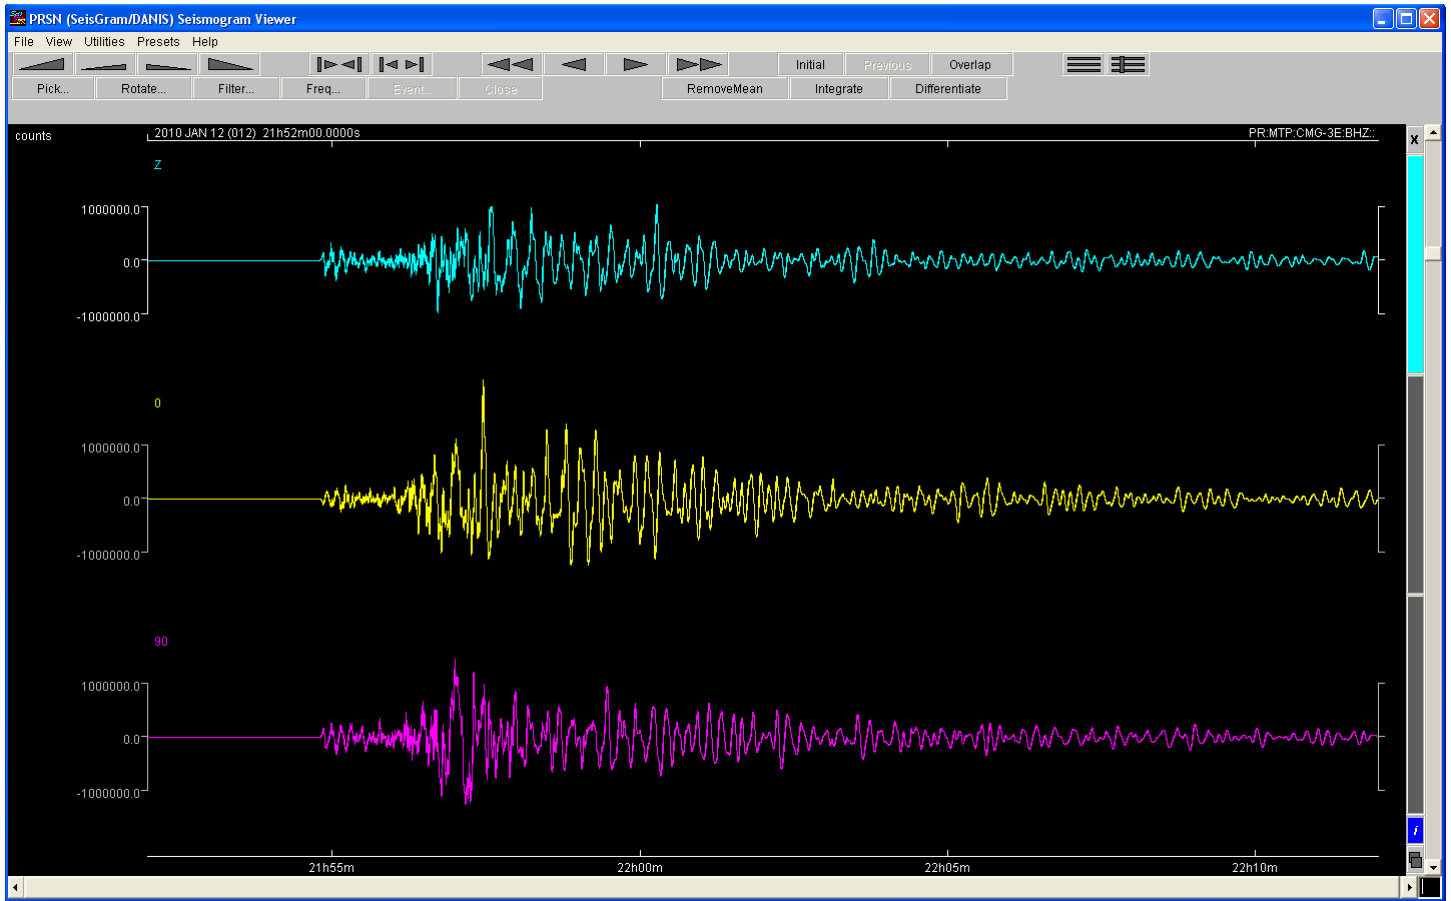 PRSN (SeisGram/DANIS) Seismogram Viewer
File View Utilities Presets Help
Initial Previous Overlap
Pick... Rotate... Filter... Freq... Event... Close RemoveMean Integrate Differentiate
counts 2010 JAN 12 (012) 21h52m00.0000s PR:MTP:CMG-3E:BHZ:: X
Z
1000000.0
0.0
-1000000.0
0
1000000.0
0.0
-1000000.0
90
1000000.0
0.0
-1000000.0
i
21h55m 22h00m 22h05m 22h10m